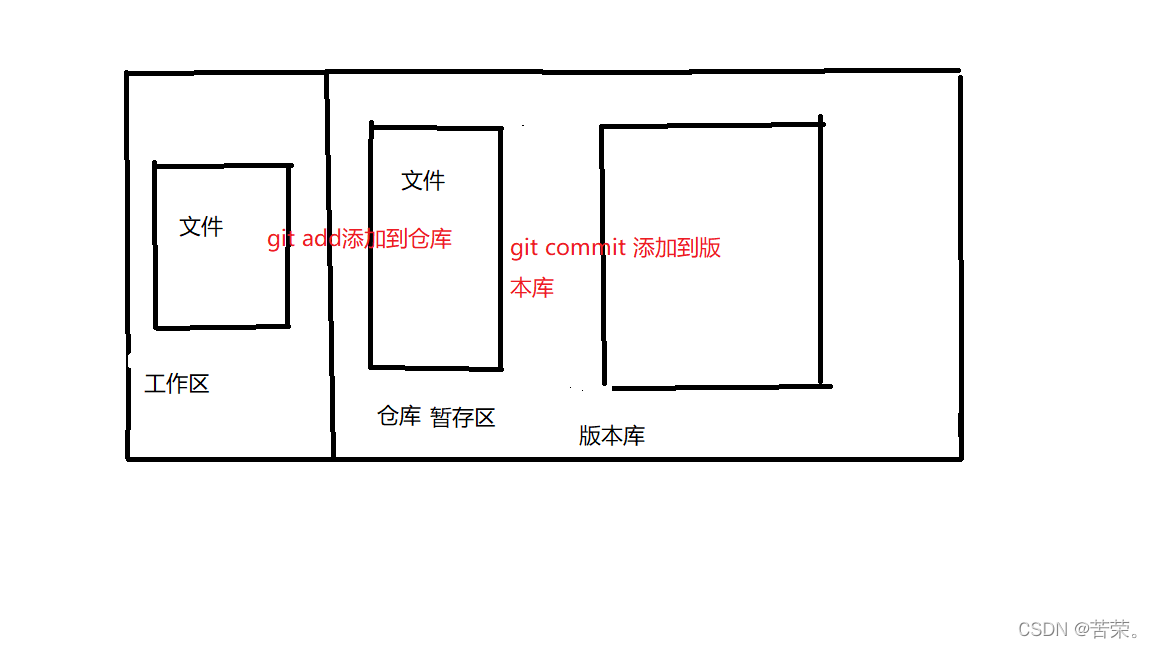 文件
文件
git add添加到仓库
git commit 添加到版
本库
工作区
仓库 暂存区
版本库
CSDN @苦荣。